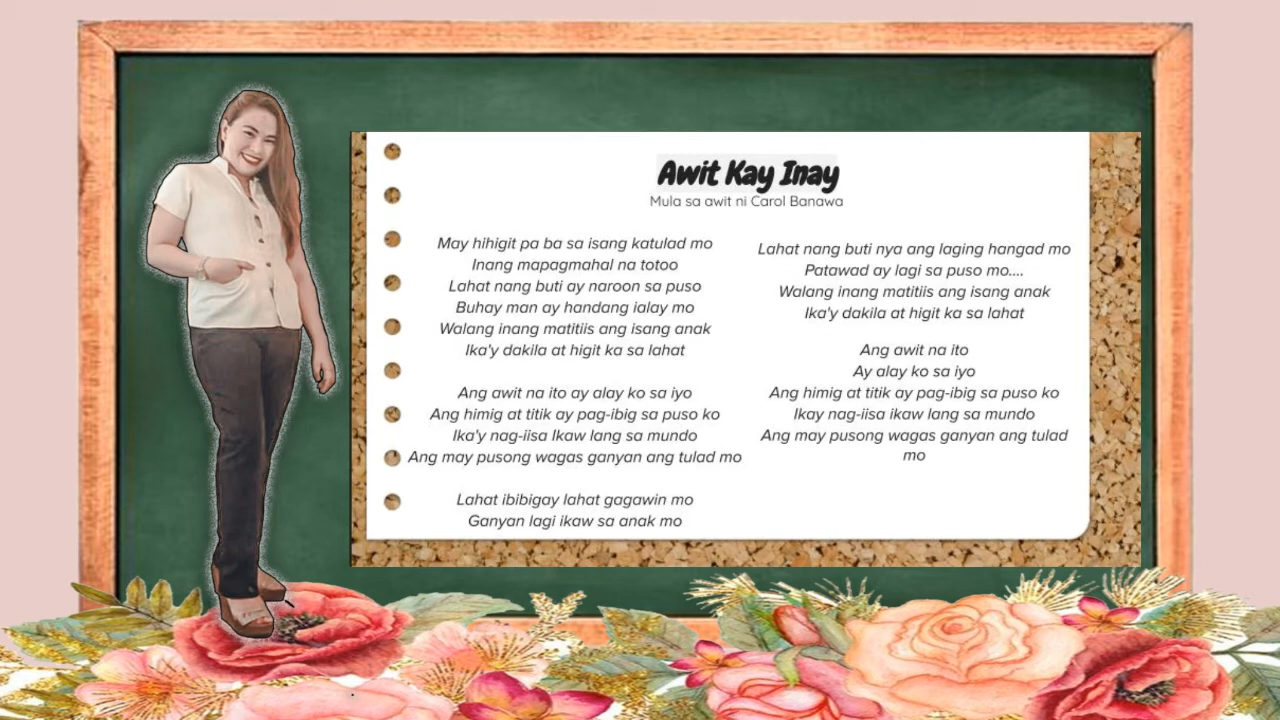 Awit Kay Inay
Mula sa awit ni Carol Banawa
May hihigit pa ba sa isang katulad mo
Inang mapagmahal na totoo
Lahat nang buti ay naroon sa puso
Buhay man ay handang ialay mo
Walang inang matitiis ang isang anak
Ika'y dakila at higit ka sa lahat
Ang awit na ito ay alay ko sa iyo
Ang himig at titik ay pag-ibig sa puso ko
Ika'y nag-iisa Ikaw lang sa mundo
Ang may pusong wagas ganyan ang tulad mo
Lahat ibibigay lahat gagawin mo
Ganyan lagi ikaw sa anak mo
Lahat nang buti nya ang laging hangad mo
Patawad ay lagi sa puso mo....
Walang inang matitiis ang isang anak
Ika'y dakila at higit ka sa lahat
Ang awit na ito
Ay alay ko sa iyo
Ang himig at titik ay pag-ibig sa puso ko
Ikay nag-iisa ikaw lang sa mundo
Ang may pusong wagas ganyan ang tulad
mo